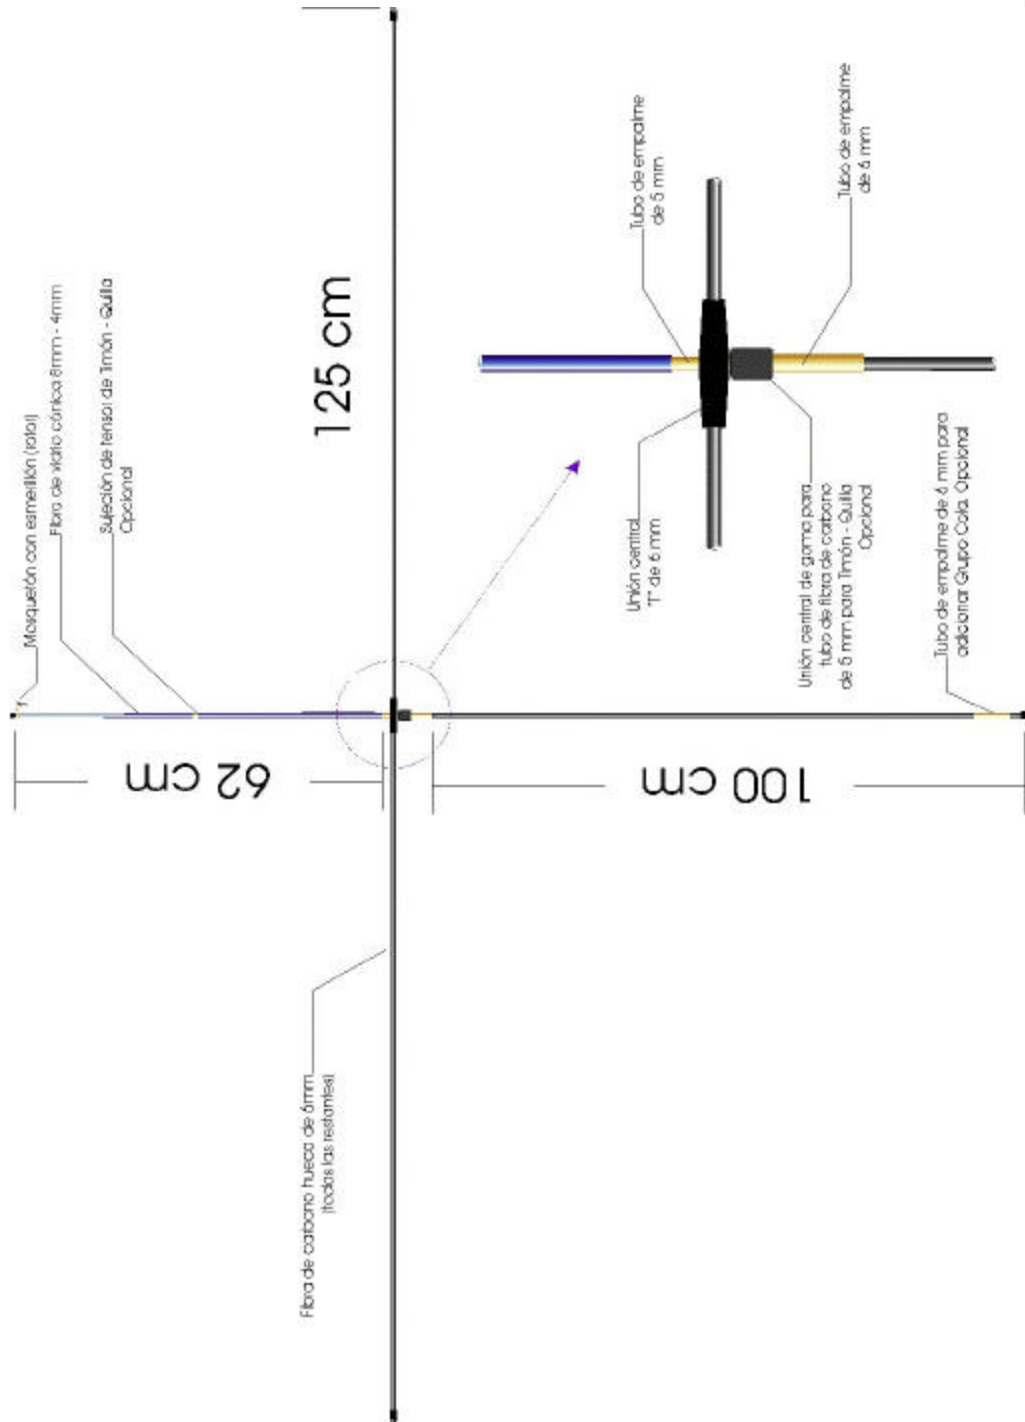 Mosquetón con esmerillón (rotor)
Fibra de vidrio cónica 8mm - 4mm
Sujeción de tensor de Timón - Quilla
Opcional
62 cm
125 cm
Fibra de carbono hueca de 6mm
(todas las restantes)
100 cm
Tubo de empalme
de 5 mm
Tubo de empalme
de 6 mm
Unión central
"T" de 6 mm
Unión central de goma para
tubo de fibra de carbono
de 5 mm para Timón - Quilla
Opcional
Tubo de empalme de 6 mm para
adicionar Grupo Cola. Opcional